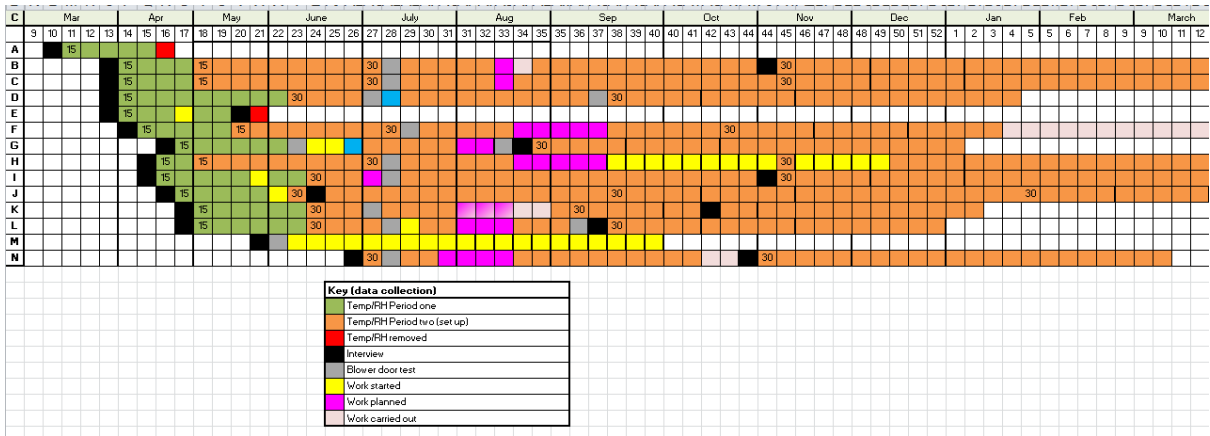 C Mar Apr May June July Aug Sep Oct Nov Dec Jan Feb March
9 10 11 12 13 14 15 16 17 18 19 20 21 22 23 24 25 26 27 28 29 30 31 31 32 33 34 35 35 36 37 38 39 40 40 41 42 43 44 44 45 46 47 48 48 49 50 51 52 1 2 3 4 5 5 6 7 8 9 9 10 11 12
A 15
B 15 15 30 30
C 15 15 30 30
D 15 30 30
E 15
F 15 15 30 30
G 15 30
H 15 15 30 30
I 15 30 30
J 15 30 30 30
K 15 30 30
L 15 30 30
M
N 30 30
Key (data collection)
Temp/RH Period one
Temp/RH Period two (set up)
Temp/RH removed
Interview
Blower door test
Work started
Work planned
Work carried out